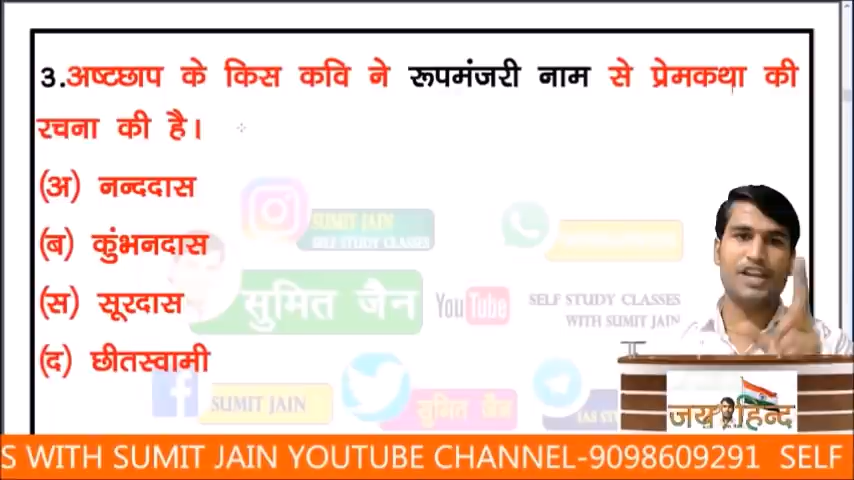 3.अष्टछाप के किस कवि ने रूपमंजरी नाम से प्रेमकथा की
रचना की है।
(अ) नन्ददास
(ब) कुंभनदास
(स) सूरदास
(द) छीतस्वामी
SUMIT JAIN
SELF STUDY CLASSES
सुमित जैन
YouTube
SELF STUDY CLASSES
WITH SUMIT JAIN
SUMIT JAIN
सुमित जैन
IAS
जय हिन्द
S WITH SUMIT JAIN YOUTUBE CHANNEL-9098609291 SELF